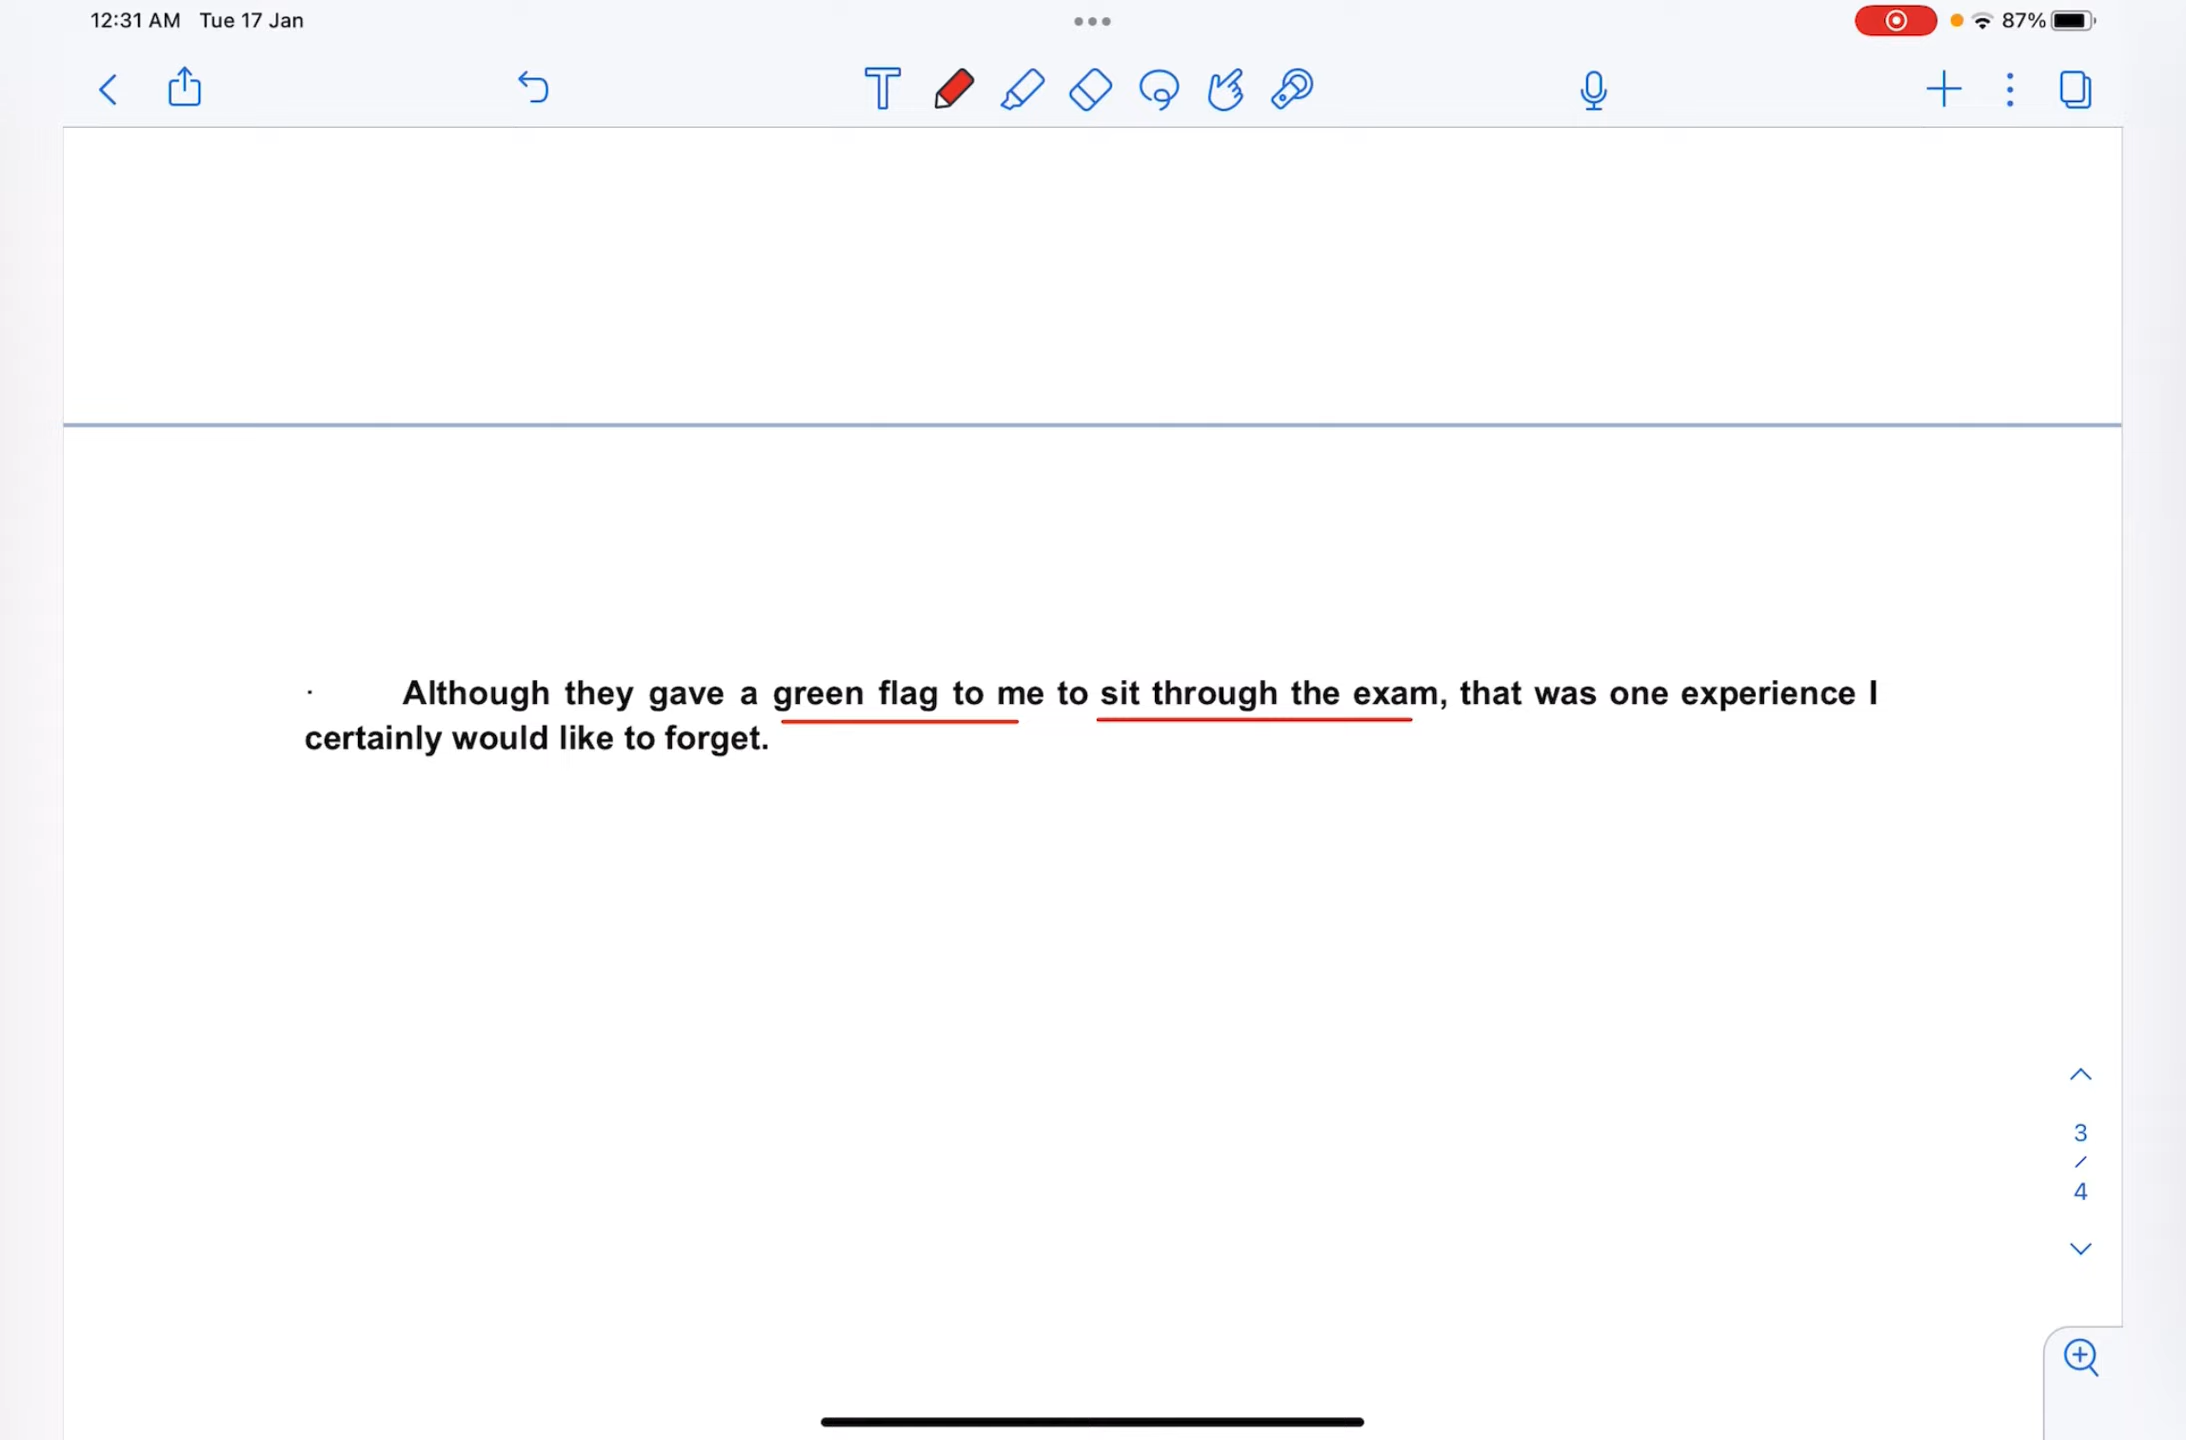 12:31 AM Tue 17 Jan
87%
· Although they gave a green flag to me to sit through the exam, that was one experience I
certainly would like to forget.
3
/
4